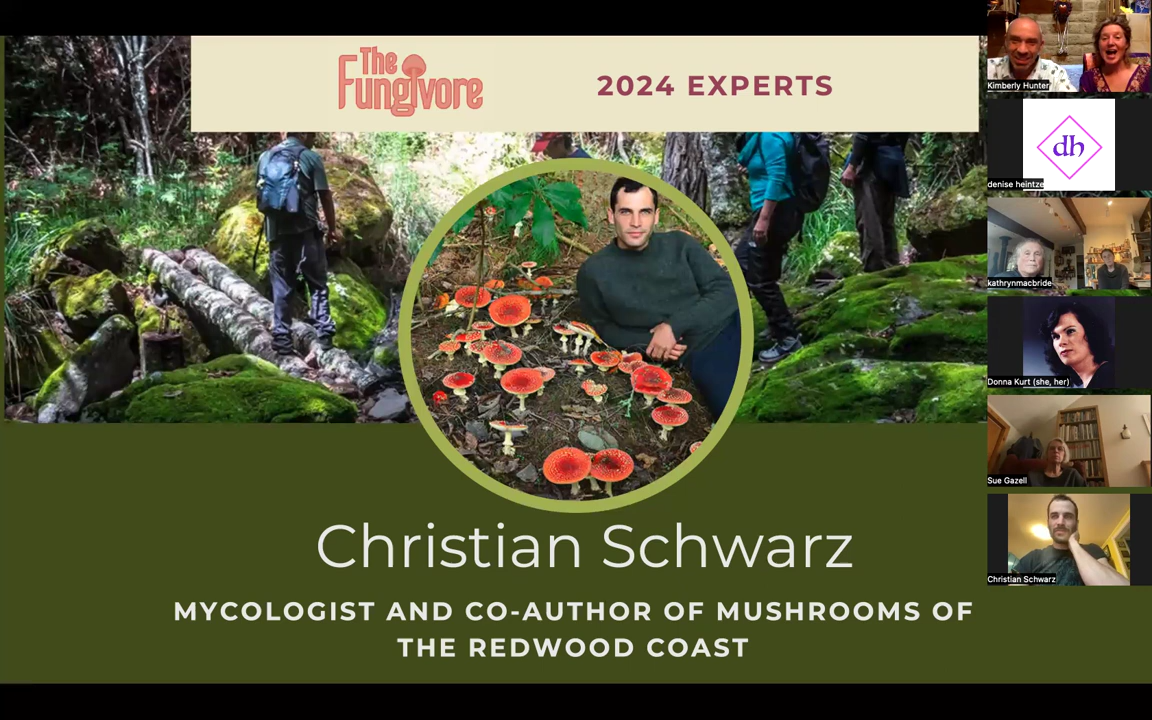 The
Fungivore
2024 EXPERTS
Christian Schwarz
MYCOLOGIST AND CO-AUTHOR OF MUSHROOMS OF
THE REDWOOD COAST
Kimberly Hunter
dh
denise heintze
kathrynmacbride
Donna Kurt (she, her)
Sue Gazell
Christian Schwarz